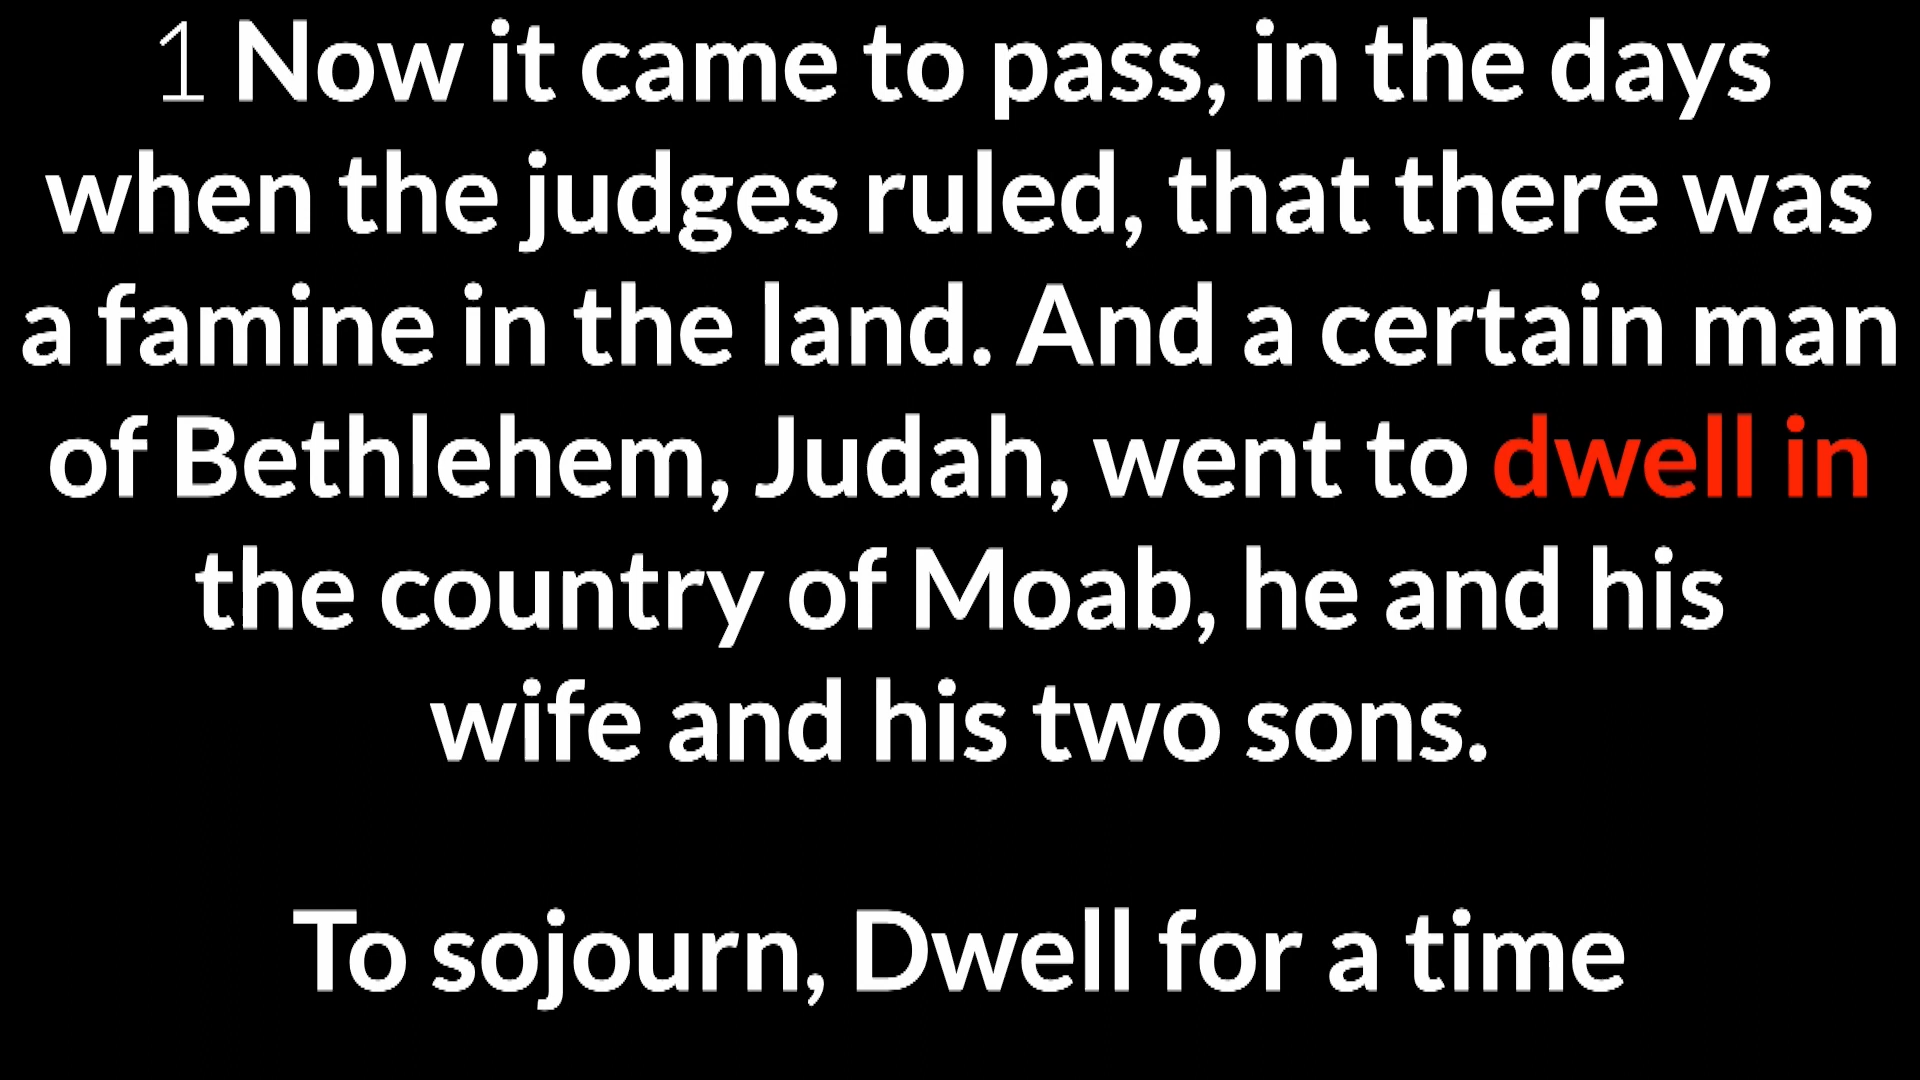 1 Now it came to pass, in the days
when the judges ruled, that there was
a famine in the land. And a certain man
of Bethlehem, Judah, went to dwell in
the country of Moab, he and his
wife and his two sons.
To sojourn, Dwell for a time